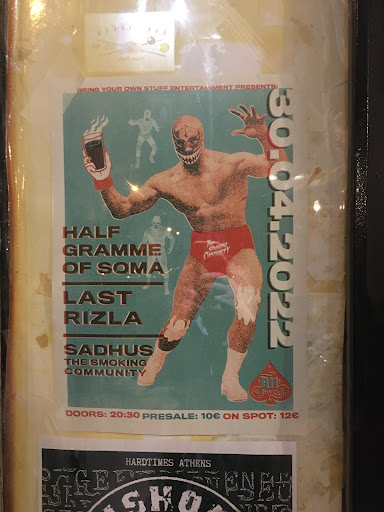 BRING YOUR OWN STUFF ENTERTAINMENT PRESENTS:
30.04.2022
HALF
GRAMME
OF SOMA
LAST
RIZLA
SADHUS
THE SMOKING
COMMUNITY
DOORS: 20:30 PRESALE: 10€ ON SPOT: 12€
HARDTIMES ATHENS